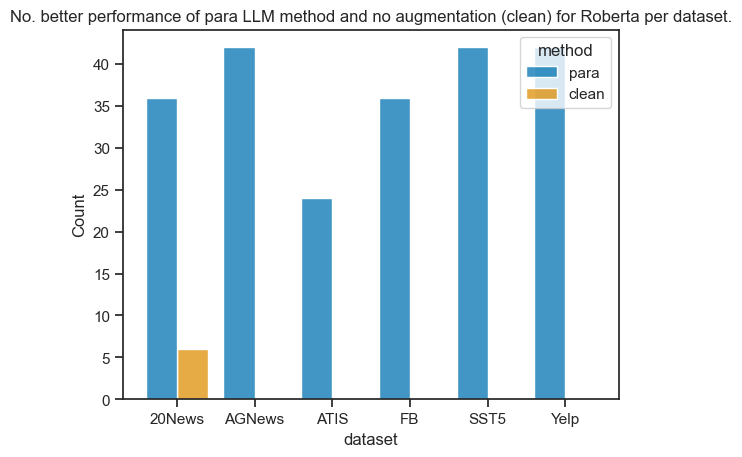 No. better performance of para LLM method and no augmentation (clean) for Roberta per dataset.
method
para
clean
40
35
30
25
20
15
10
5
0
Count
20News AGNews ATIS FB SST5 Yelp
dataset